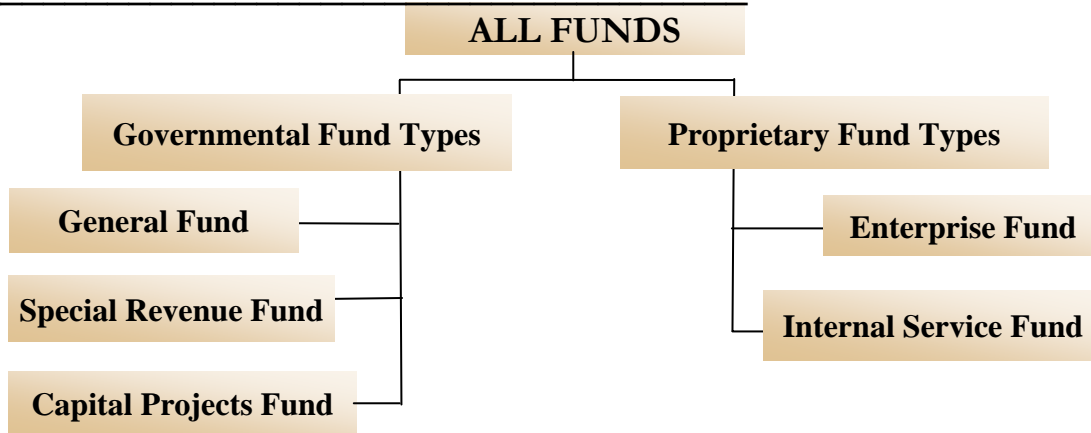 ALL FUNDS
Governmental Fund Types
Proprietary Fund Types
General Fund
Enterprise Fund
Special Revenue Fund
Internal Service Fund
Capital Projects Fund